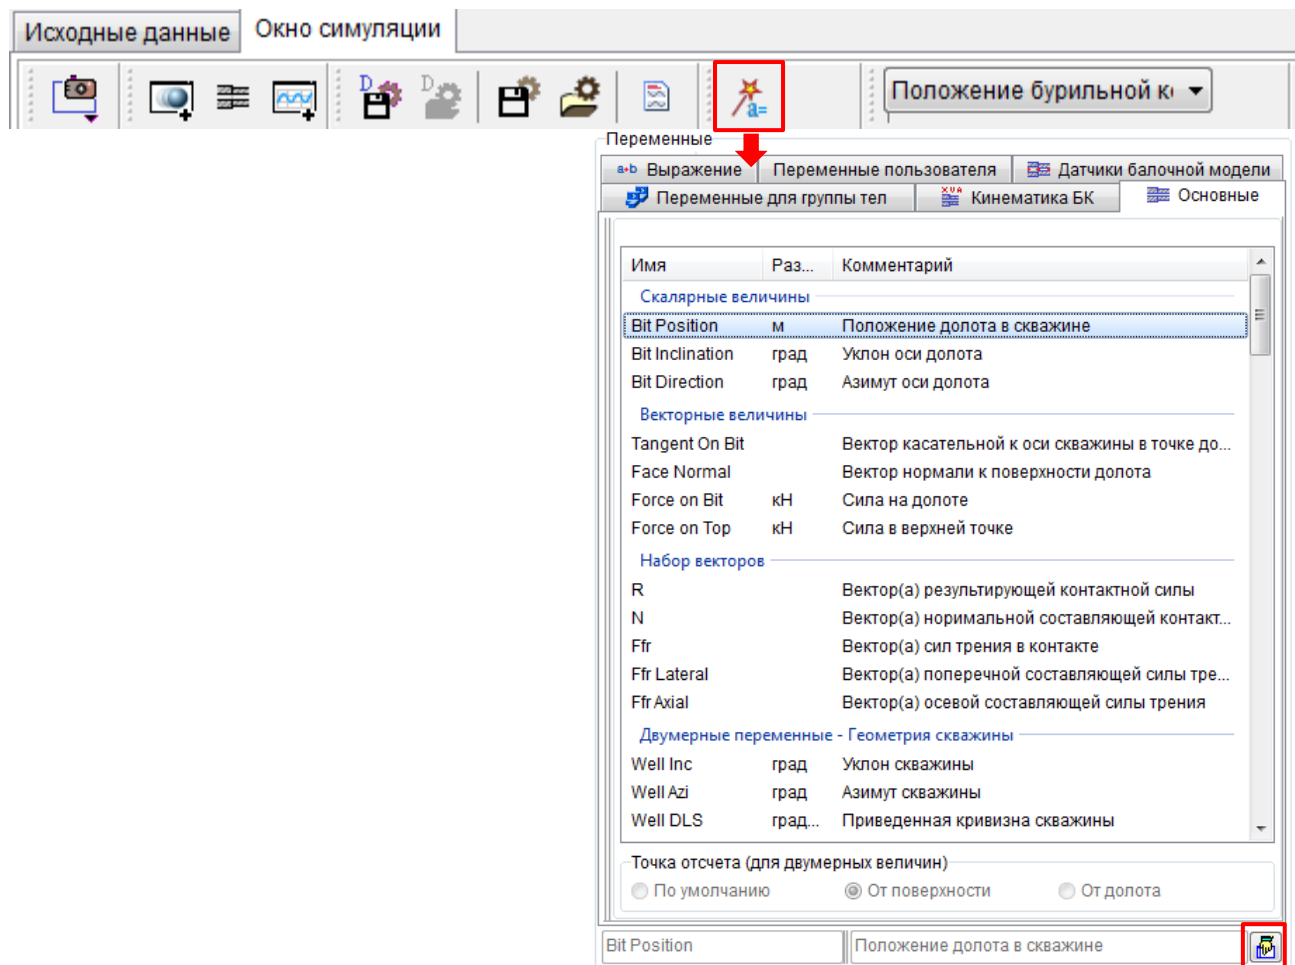 Исходные данные Окно симуляции
D D a= Положение бурильной к
Переменные
a+b Выражение Переменные пользователя Датчики балочной модели
Переменные для группы тел XVA Кинематика БК Основные
Имя Раз... Комментарий
Скалярные величины
Bit Position м Положение долота в скважине
Bit Inclination град Уклон оси долота
Bit Direction град Азимут оси долота
Векторные величины
Tangent On Bit Вектор касательной к оси скважины в точке до...
Face Normal Вектор нормали к поверхности долота
Force on Bit кН Сила на долоте
Force on Top кН Сила в верхней точке
Набор векторов
R Вектор(а) результирующей контактной силы
N Вектор(а) норимальной составляющей контакт...
Ffr Вектор(а) сил трения в контакте
Ffr Lateral Вектор(а) поперечной составляющей силы тре...
Ffr Axial Вектор(а) осевой составляющей силы трения
Двумерные переменные - Геометрия скважины
Well Inc град Уклон скважины
Well Azi град Азимут скважины
Well DLS град... Приведенная кривизна скважины
Точка отсчета (для двумерных величин)
По умолчанию От поверхности От долота
Bit Position Положение долота в скважине